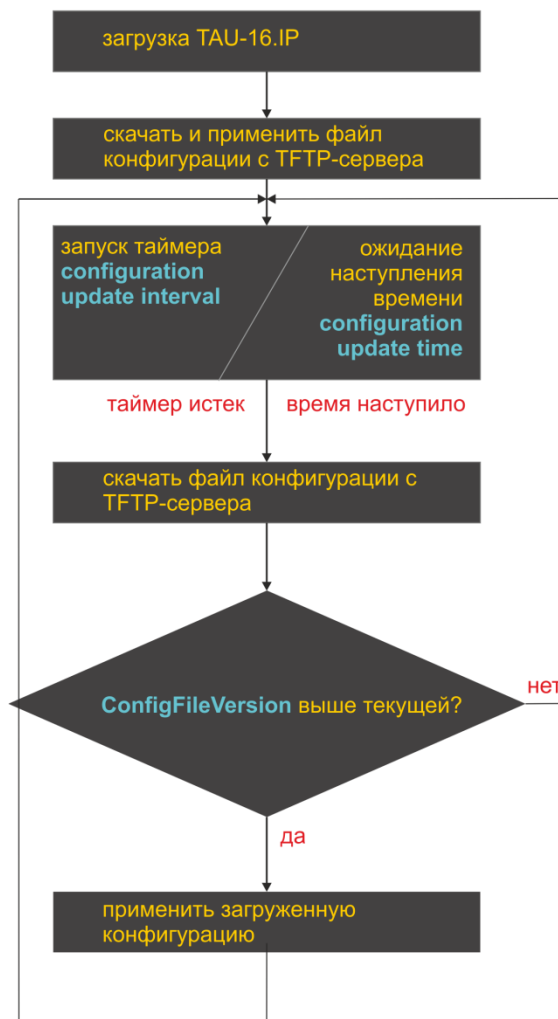 загрузка TAU-16.IP
скачать и применить файл
конфигурации с TFTP-сервера
запуск таймера
configuration
update interval
ожидание
наступления
времени
configuration
update time
таймер истек
время наступило
скачать файл конфигурации с
TFTP-сервера
ConfigFileVersion выше текущей?
нет
да
применить загруженную
конфигурацию